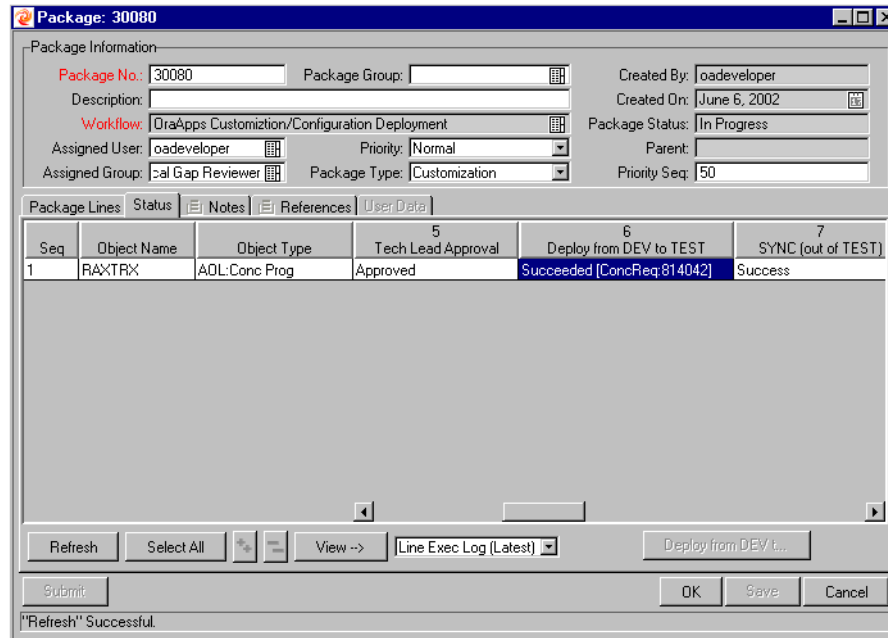 Package: 30080
Package Information
Package No.: 30080 Package Group: Created By: oadeveloper
Description: Created On: June 6, 2002
Workflow: OraApps Customiztion/Configuration Deployment Package Status: In Progress
Assigned User: oadeveloper Priority: Normal Parent:
Assigned Group: cal Gap Reviewer Package Type: Customization Priority Seq: 50
Package Lines Status Notes References User Data
5 6 7
Seq Object Name Object Type Tech Lead Approval Deploy from DEV to TEST SYNC (out of TEST)
1 RAXTRX AOL:Conc Prog Approved Succeeded [ConcReq:814042] Success
Refresh Select All View --> Line Exec Log (Latest) Deploy from DEV t...
Submit OK Save Cancel
"Refresh" Successful.